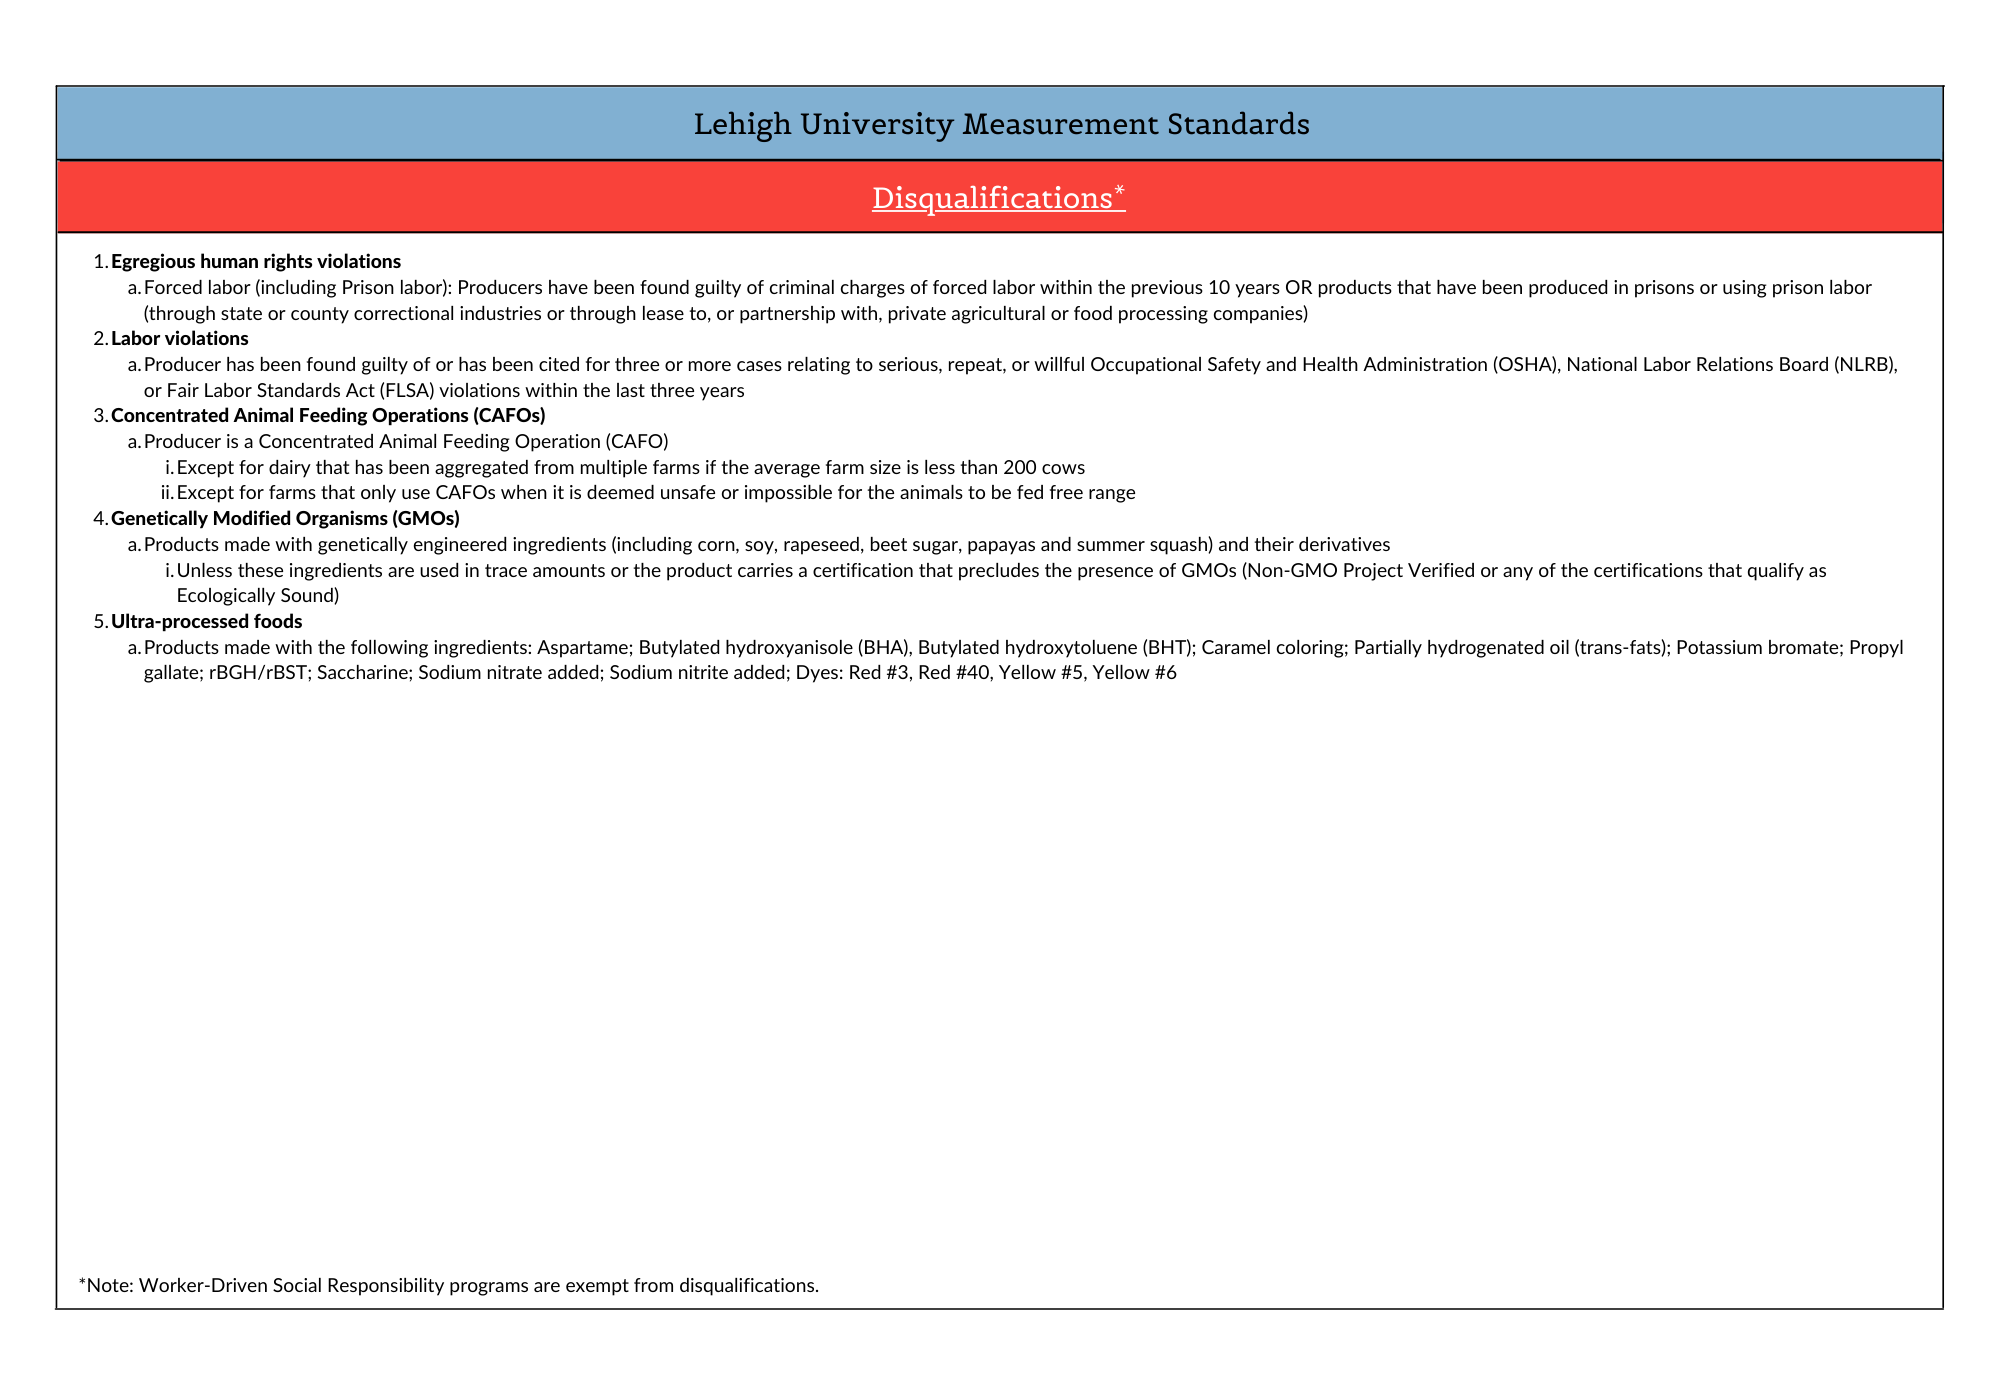 Lehigh University Measurement Standards
Disqualifications*
1. Egregious human rights violations
a. Forced labor (including Prison labor): Producers have been found guilty of criminal charges of forced labor within the previous 10 years OR products that have been produced in prisons or using prison labor
(through state or county correctional industries or through lease to, or partnership with, private agricultural or food processing companies)
2. Labor violations
a. Producer has been found guilty of or has been cited for three or more cases relating to serious, repeat, or willful Occupational Safety and Health Administration (OSHA), National Labor Relations Board (NLRB),
or Fair Labor Standards Act (FLSA) violations within the last three years
3. Concentrated Animal Feeding Operations (CAFOs)
a. Producer is a Concentrated Animal Feeding Operation (CAFO)
i. Except for dairy that has been aggregated from multiple farms if the average farm size is less than 200 cows
ii. Except for farms that only use CAFOs when it is deemed unsafe or impossible for the animals to be fed free range
4. Genetically Modified Organisms (GMOs)
a. Products made with genetically engineered ingredients (including corn, soy, rapeseed, beet sugar, papayas and summer squash) and their derivatives
i. Unless these ingredients are used in trace amounts or the product carries a certification that precludes the presence of GMOs (Non-GMO Project Verified or any of the certifications that qualify as
Ecologically Sound)
5. Ultra-processed foods
a. Products made with the following ingredients: Aspartame; Butylated hydroxyanisole (BHA), Butylated hydroxytoluene (BHT); Caramel coloring; Partially hydrogenated oil (trans-fats); Potassium bromate; Propyl
gallate; rBGH/rBST; Saccharine; Sodium nitrate added; Sodium nitrite added; Dyes: Red #3, Red #40, Yellow #5, Yellow #6
*Note: Worker-Driven Social Responsibility programs are exempt from disqualifications.